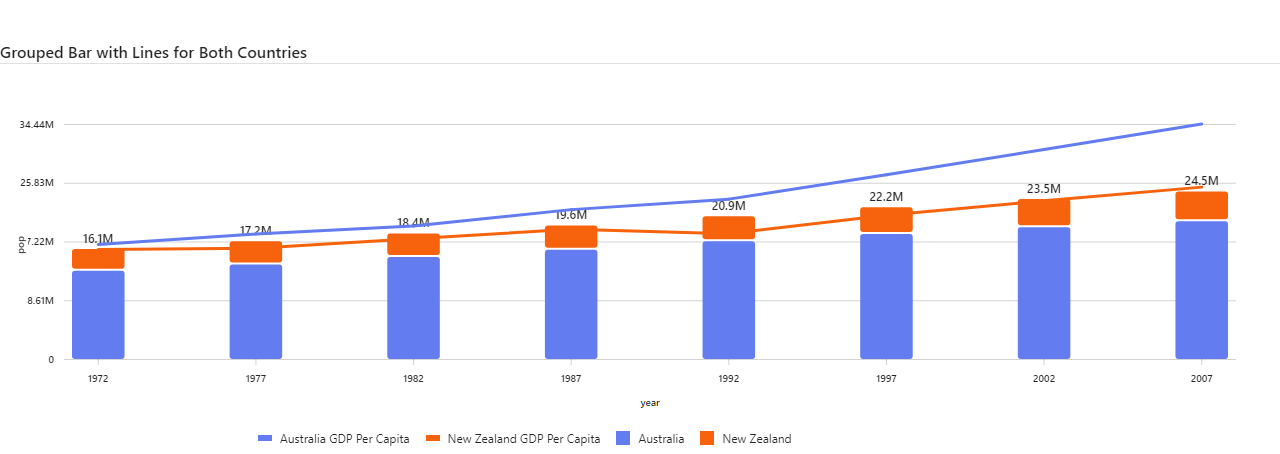 Grouped Bar with Lines for Both Countries
34.44M
25.83M
7.22M
8.61M
0
pop
16.1M
17.2M
18.4M
19.6M
20.9M
22.2M
23.5M
24.5M
1972 1977 1982 1987 1992 1997 2002 2007
year
Australia GDP Per Capita New Zealand GDP Per Capita Australia New Zealand